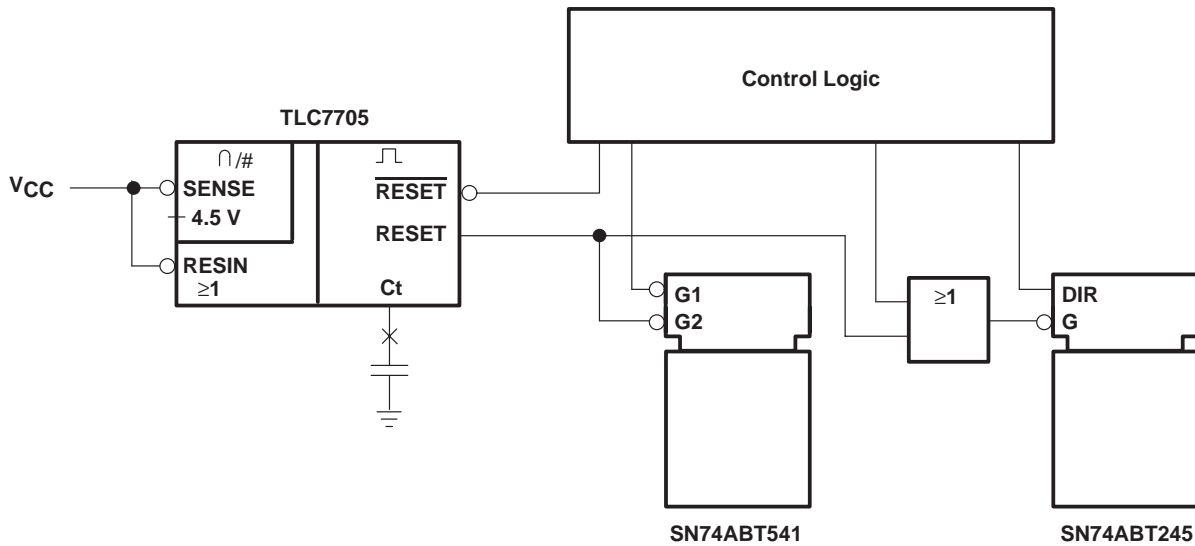 Control Logic
TLC7705
VCC
∩/#
SENSE
4.5 V
RESIN
≥1
RESET
RESET
Ct
G1
G2
≥1
DIR
G
SN74ABT541
SN74ABT245